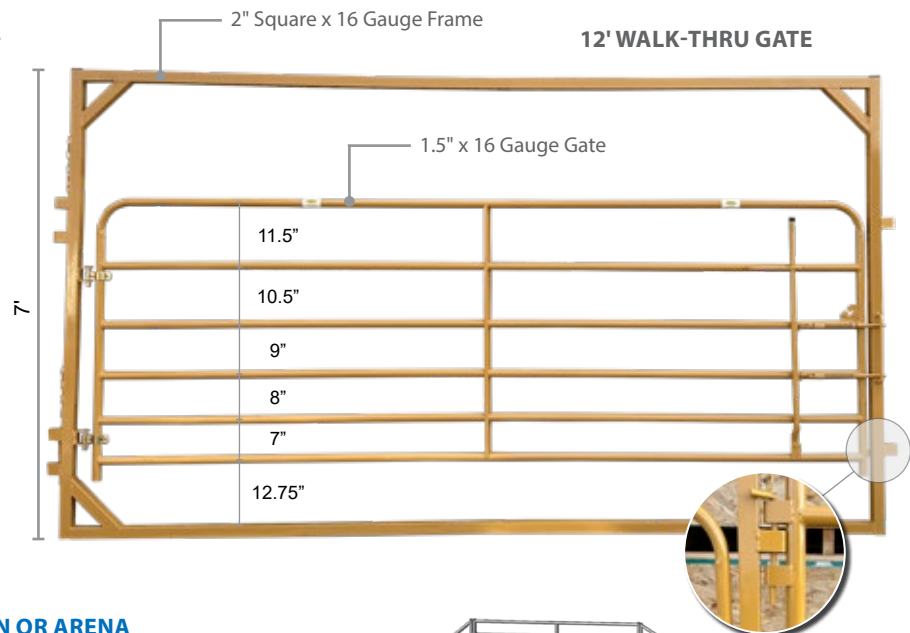 2" Square x 16 Gauge Frame
12' WALK-THRU GATE
1.5" x 16 Gauge Gate
7'
11.5”
10.5”
9”
8”
7”
12.75”
OR ARENA